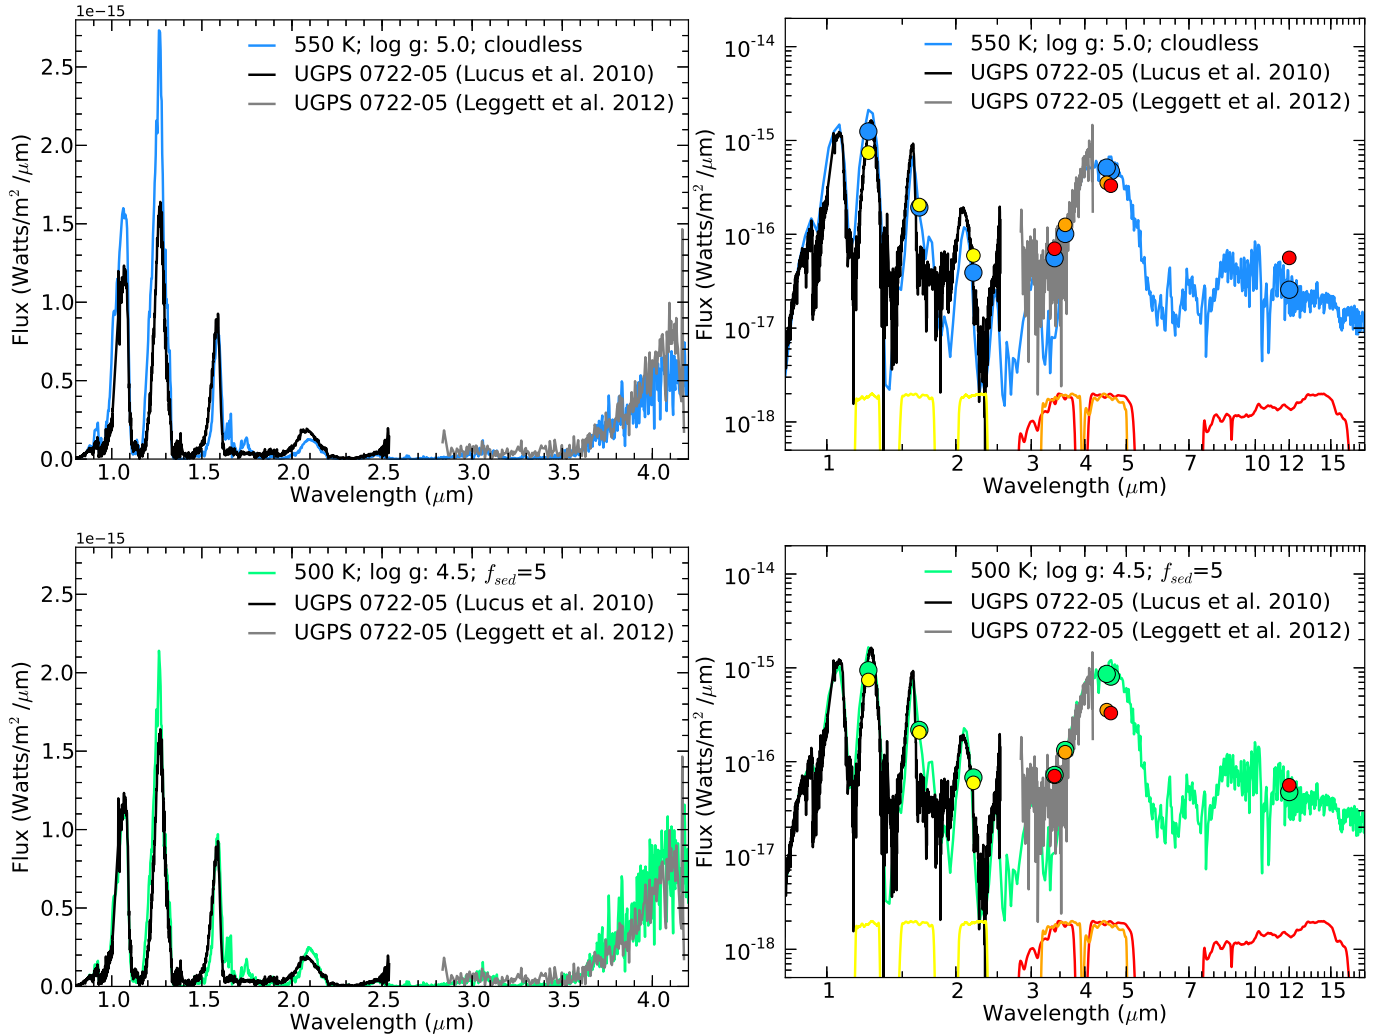 1e−15
2.5
2.0
1.5
1.0
0.5
0.0
Flux (Watts/m² /μm)
550 K; log g: 5.0; cloudless
UGPS 0722-05 (Lucus et al. 2010)
UGPS 0722-05 (Leggett et al. 2012)
1.0 1.5 2.0 2.5 3.0 3.5 4.0
Wavelength (μm)
10⁻¹⁴
10⁻¹⁵
10⁻¹⁶
10⁻¹⁷
10⁻¹⁸
Flux (Watts/m² /μm)
550 K; log g: 5.0; cloudless
UGPS 0722-05 (Lucus et al. 2010)
UGPS 0722-05 (Leggett et al. 2012)
1 2 3 4 5 7 10 12 15
Wavelength (μm)
1e−15
2.5
2.0
1.5
1.0
0.5
0.0
Flux (Watts/m² /μm)
500 K; log g: 4.5; f_sed=5
UGPS 0722-05 (Lucus et al. 2010)
UGPS 0722-05 (Leggett et al. 2012)
1.0 1.5 2.0 2.5 3.0 3.5 4.0
Wavelength (μm)
10⁻¹⁴
10⁻¹⁵
10⁻¹⁶
10⁻¹⁷
10⁻¹⁸
Flux (Watts/m² /μm)
500 K; log g: 4.5; f_sed=5
UGPS 0722-05 (Lucus et al. 2010)
UGPS 0722-05 (Leggett et al. 2012)
1 2 3 4 5 7 10 12 15
Wavelength (μm)